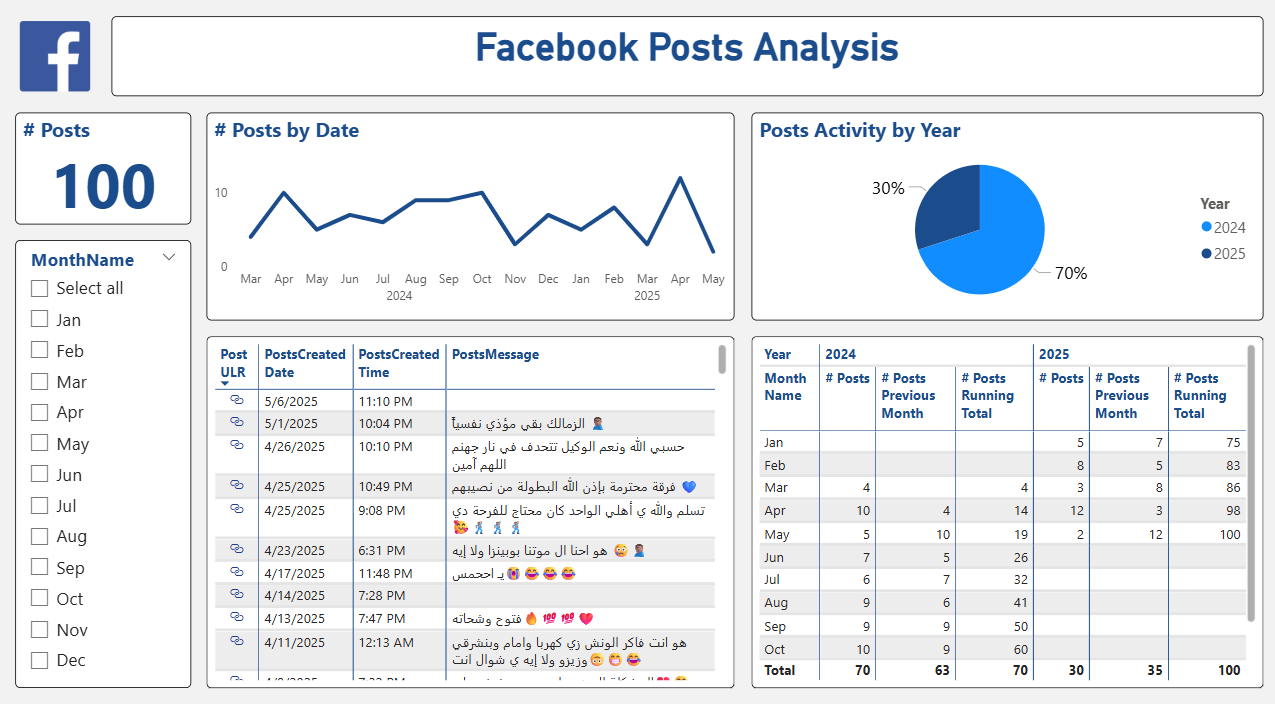 Facebook Posts Analysis
# Posts
100
MonthName
Select all
Jan
Feb
Mar
Apr
May
Jun
Jul
Aug
Sep
Oct
Nov
Dec
# Posts by Date
10
0
Mar Apr May Jun Jul Aug Sep Oct Nov Dec Jan Feb Mar Apr May
2024 2025
Posts Activity by Year
30%
70%
Year
2024
2025
Post ULR PostsCreated Date PostsCreated Time PostsMessage
5/6/2025 11:10 PM
5/1/2025 10:04 PM الزمالك بقي مؤذي نفسياً 🤦🏾‍♂️
4/26/2025 10:10 PM حسبي الله ونعم الوكيل تتحدف في نار جهنم
اللهم آمين
4/25/2025 10:49 PM فرقة محترمة بإذن الله البطولة من نصيبهم 💙
4/25/2025 9:08 PM تسلم والله ي أهلي الواحد كان محتاج للفرحة دي
4/23/2025 6:31 PM هو احنا ال موتنا بوبينزا ولا إيه
4/17/2025 11:48 PM يـ اححمس 😂 😂 😂
4/14/2025 7:28 PM
4/13/2025 7:47 PM فتوح وشحاته 🔥 💯 💯 ❤️
4/11/2025 12:13 AM هو انت فاكر الونش زي كهربا وامام وبنشرقي
وزيزو ولا إيه ي شوال انت
Year 2024 2025
Month Name # Posts # Posts Previous Month # Posts Running Total # Posts # Posts Previous Month # Posts Running Total
Jan 5 7 75
Feb 8 5 83
Mar 4 4 3 8 86
Apr 10 4 14 12 3 98
May 5 10 19 2 12 100
Jun 7 5 26
Jul 6 7 32
Aug 9 6 41
Sep 9 9 50
Oct 10 9 60
Total 70 63 70 30 35 100